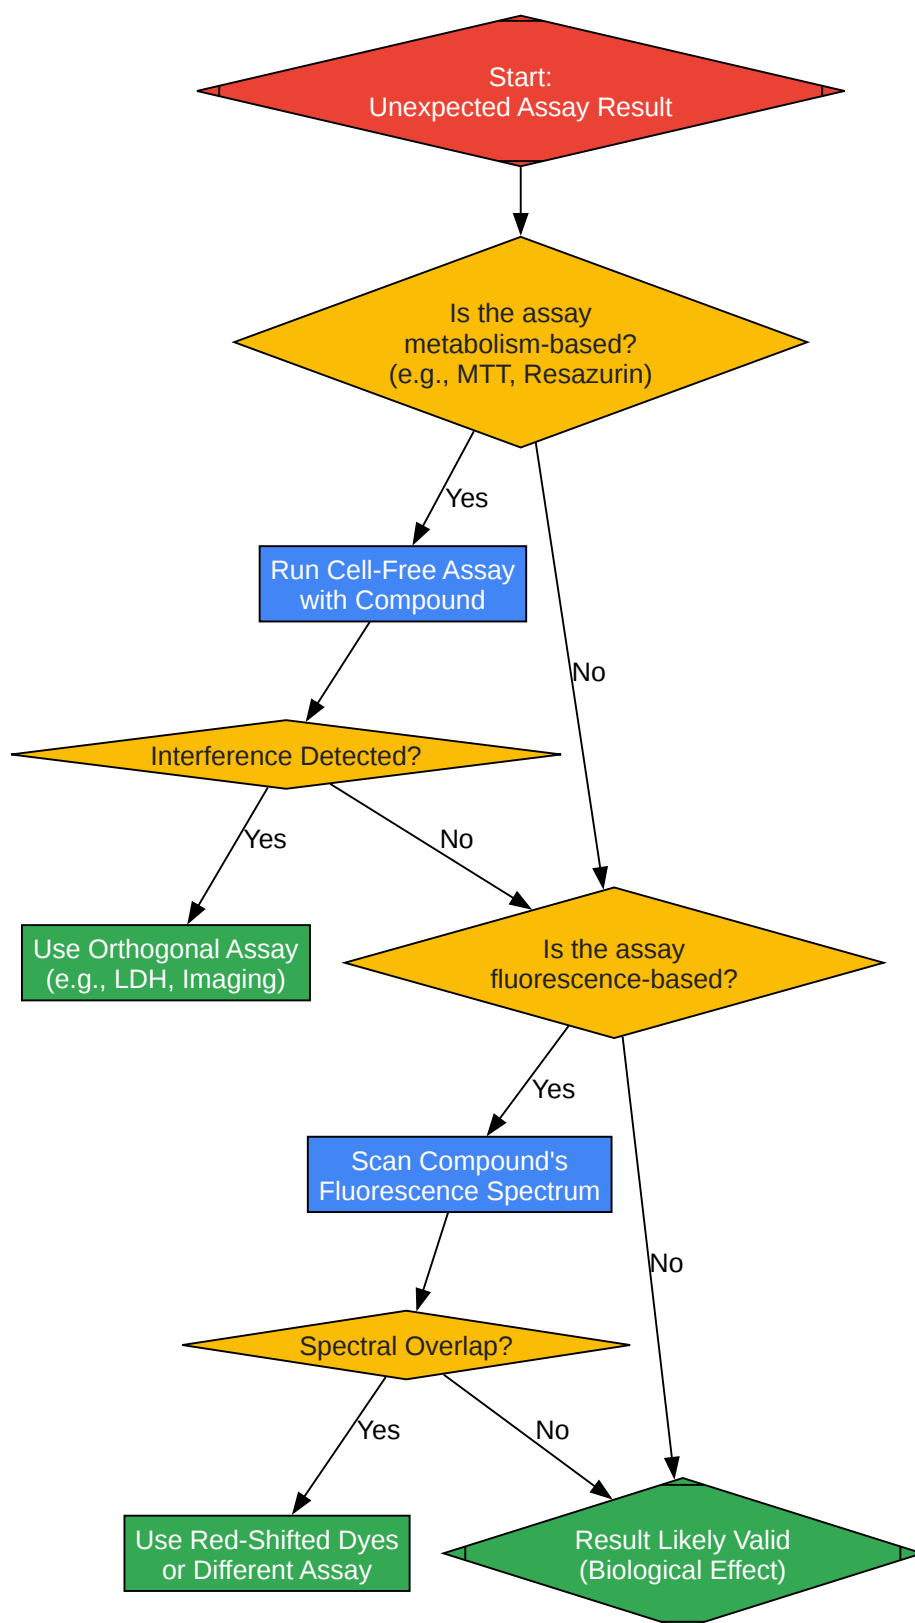 Start:
Unexpected Assay Result
Is the assay
metabolism-based?
(e.g., MTT, Resazurin)
Yes
Run Cell-Free Assay
with Compound
No
Interference Detected?
Yes
No
Use Orthogonal Assay
(e.g., LDH, Imaging)
Is the assay
fluorescence-based?
Yes
Scan Compound's
Fluorescence Spectrum
No
Spectral Overlap?
Yes
No
Use Red-Shifted Dyes
or Different Assay
Result Likely Valid
(Biological Effect)